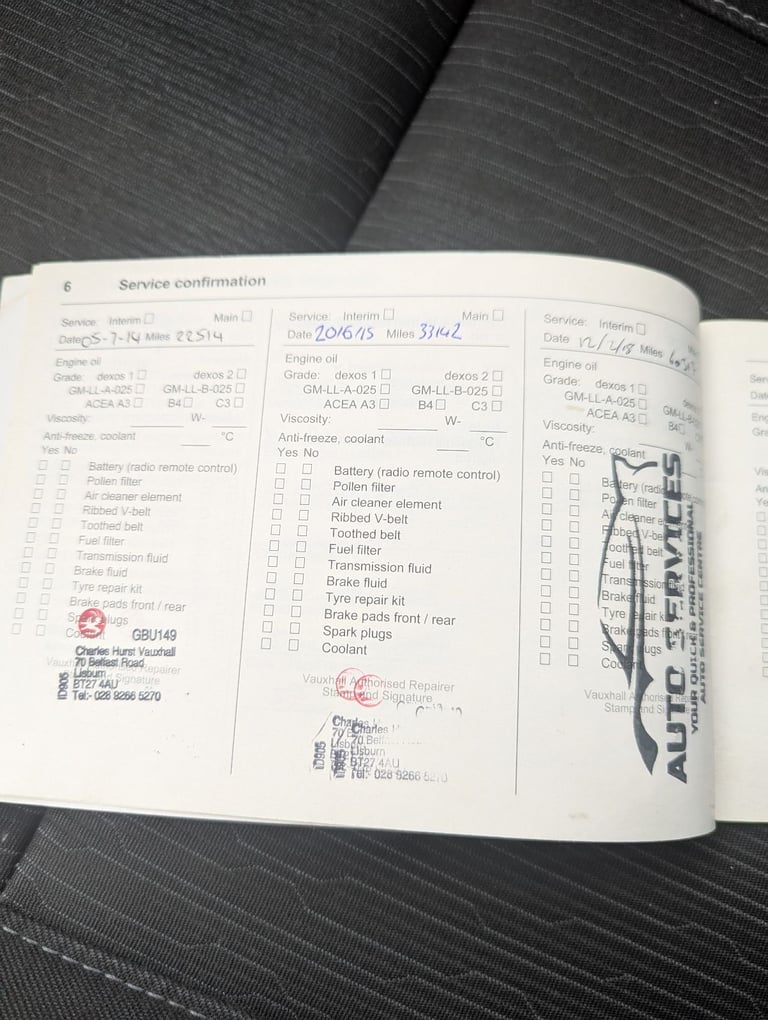 6 Service confirmation
Service: Interim Main
Date 05-7-14 Miles 22514
Engine oil
Grade: dexos 1 dexos 2
GM-LL-A-025 GM-LL-B-025
ACEA A3 B4 C3
Viscosity: W-
Anti-freeze, coolant °C
Yes No
Battery (radio remote control)
Pollen filter
Air cleaner element
Ribbed V-belt
Toothed belt
Fuel filter
Transmission fluid
Brake fluid
Tyre repair kit
Brake pads front / rear
GBU149
Charles Hurst Vauxhall
70 Belfast Road
Lisburn
BT27 4AU
Tel:- 028 9266 5270
ID905
Repairer
Signature
Service: Interim Main
Date 20/6/15 Miles 33142
Engine oil
Grade: dexos 1 dexos 2
GM-LL-A-025 GM-LL-B-025
ACEA A3 B4 C3
Viscosity: W-
Anti-freeze, coolant °C
Yes No
Battery (radio remote control)
Pollen filter
Air cleaner element
Ribbed V-belt
Toothed belt
Fuel filter
Transmission fluid
Brake fluid
Tyre repair kit
Brake pads front / rear
Spark plugs
Coolant
Vauxhall Authorised Repairer
Stamp and Signature
Charles
70
Lisburn
BT27 4AU
Tel:- 028 9266 5270
ID905
Service: Interim
Date 12/2/18 Miles
Engine oil
Grade: dexos 1
GM-LL-A-025
ACEA A3 B4
Viscosity:
Anti-freeze, coolant
Yes No
Vauxhall
AUTO SERVICES
YOUR QUICK & PROFESSIONAL
AUTO SERVICE CENTRE